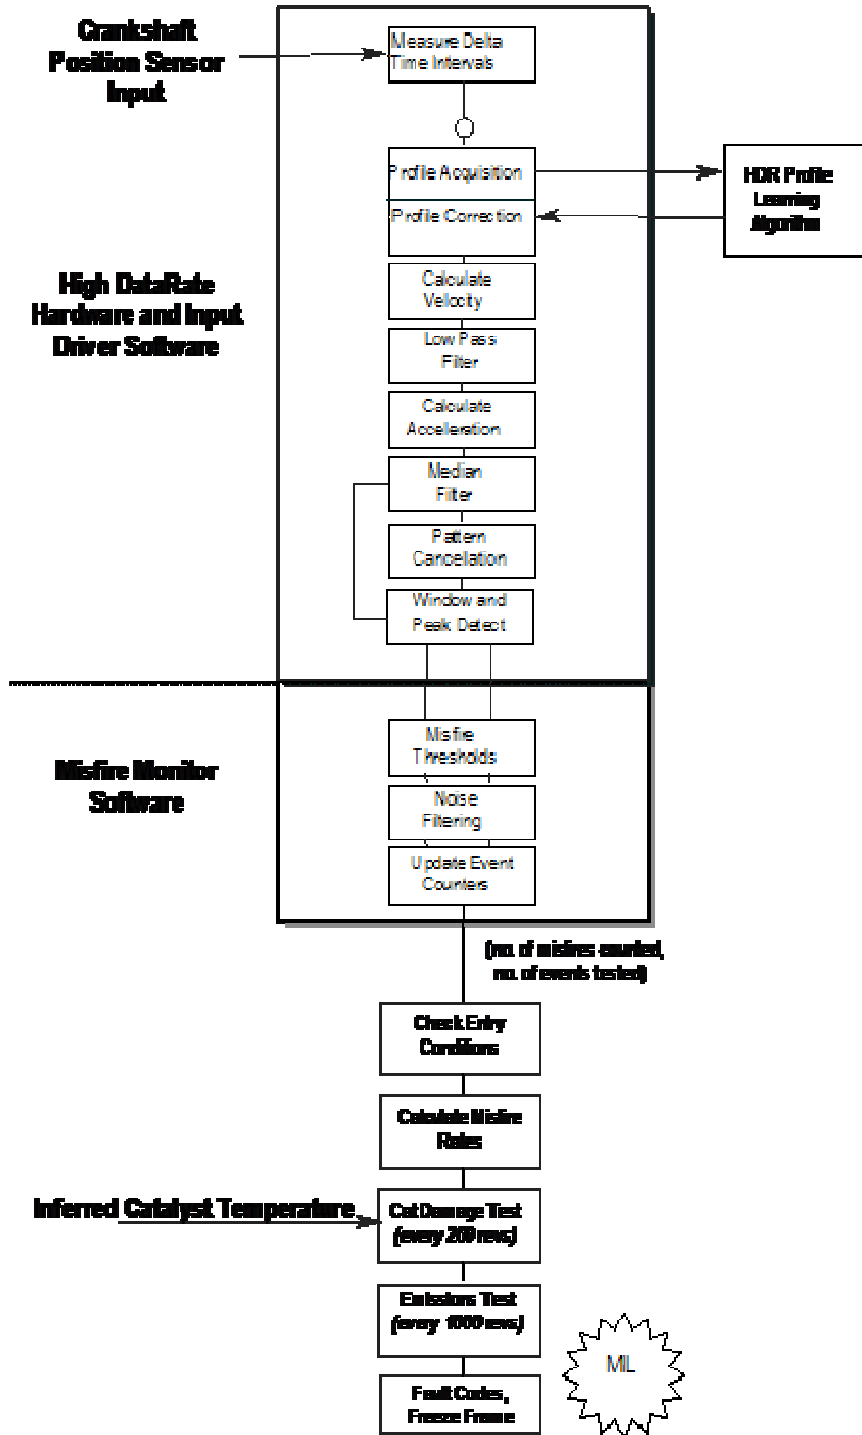 Crankshaft
Position Sensor
Input
Measure Delta
Time Intervals
Profile Acquisition
Profile Correction
HDR Profile
Learning
Algorithm
High DataRate
Hardware and Input
Driver Software
Calculate
Velocity
Low Pass
Filter
Calculate
Accelleration
Median
Filter
Pattern
Cancellation
Window and
Peak Detect
Misfire Monitor
Software
Misfire
Thresholds
Noise
Filtering
Update Event
Counters
(no. of misfires counted,
no. of events tested)
Check Entry
Conditions
Calculate Misfire
Rates
Inferred Catalyst Temperature
Cat Damage Test
(every 200 revs)
Emissions Test
(every 1000 revs)
MIL
Fault Codes,
Freeze Frame